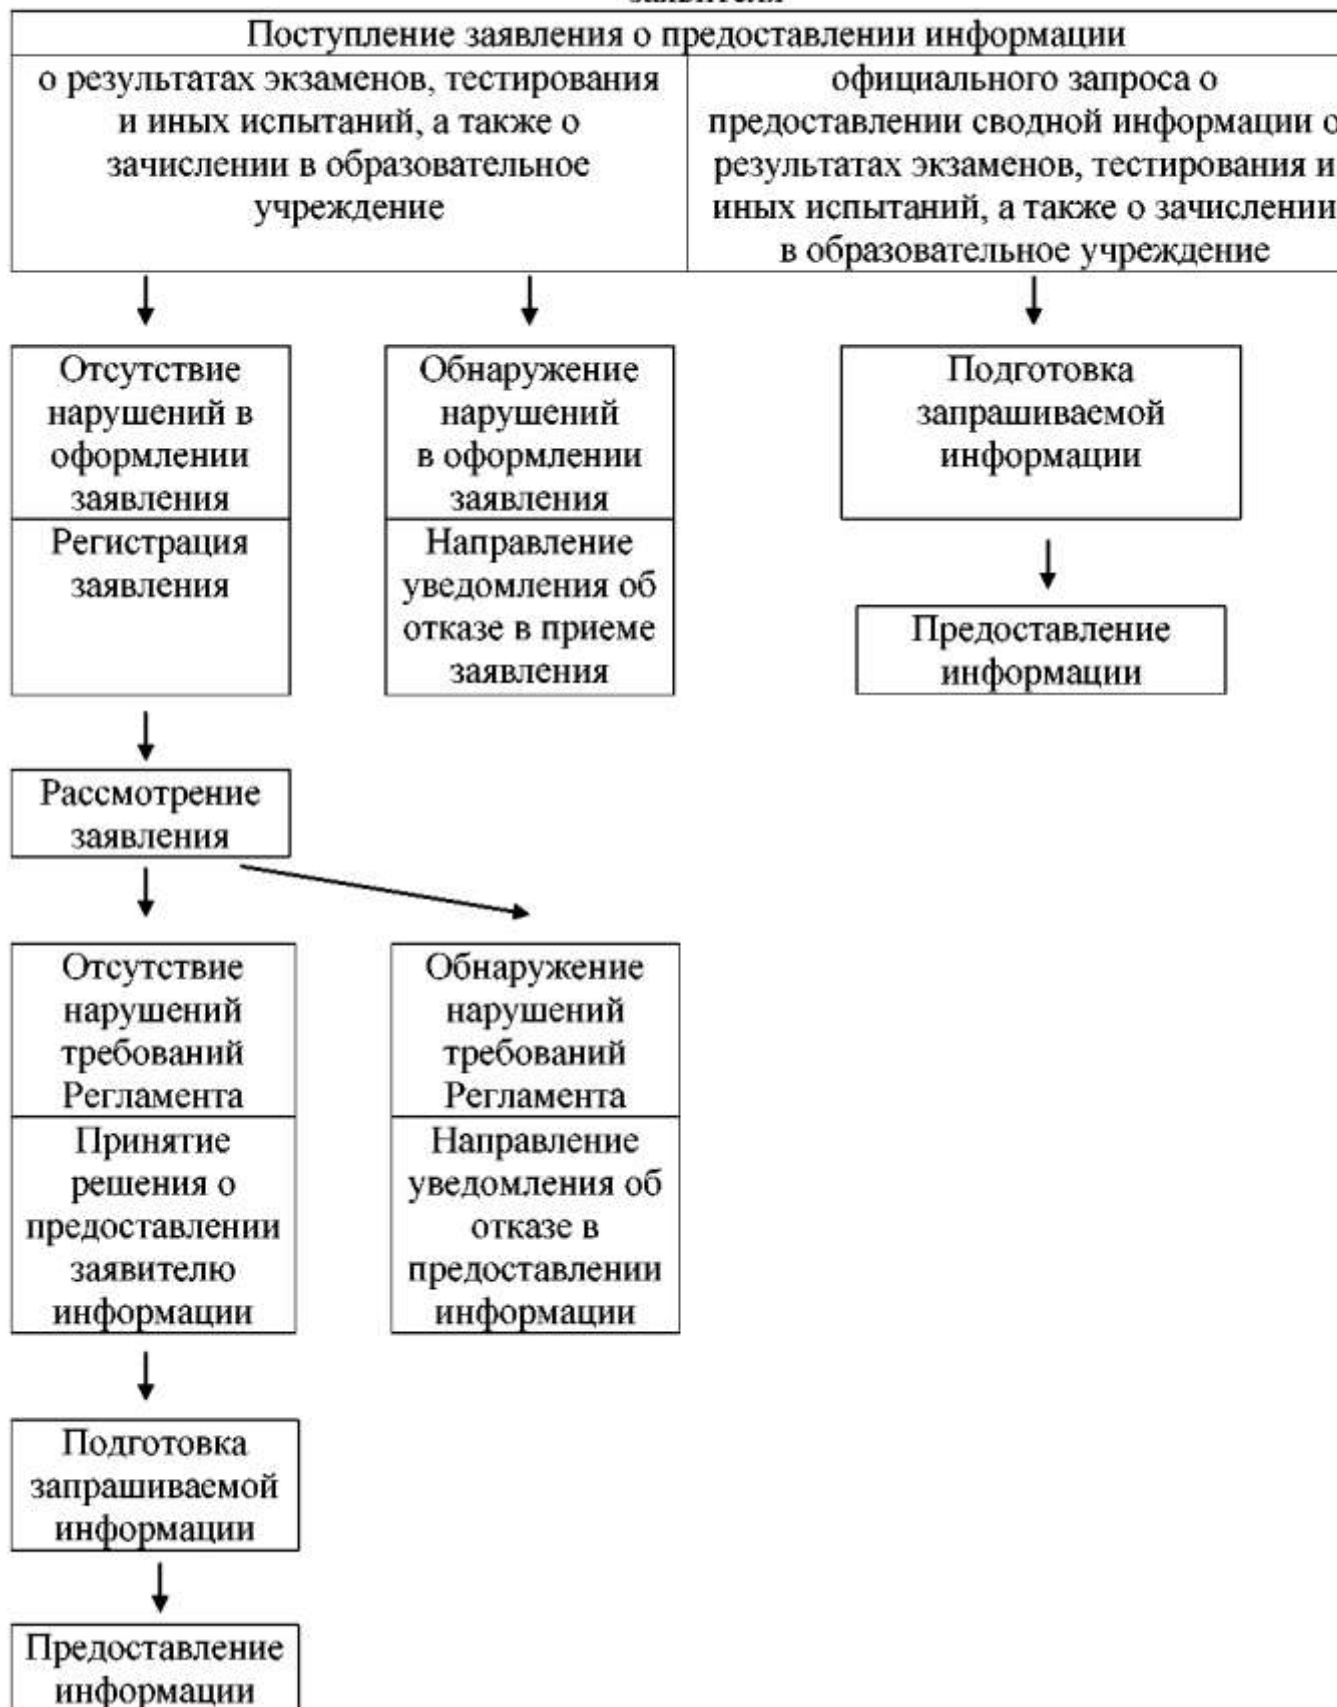 заявителя
Поступление заявления о предоставлении информации
о результатах экзаменов, тестирования
и иных испытаний, а также о
зачислении в образовательное
учреждение
официального запроса о
предоставлении сводной информации о
результатах экзаменов, тестирования и
иных испытаний, а также о зачислении
в образовательное учреждение
Отсутствие
нарушений в
оформлении
заявления
Регистрация
заявления
Обнаружение
нарушений
в оформлении
заявления
Направление
уведомления об
отказе в приеме
заявления
Подготовка
запрашиваемой
информации
Предоставление
информации
Рассмотрение
заявления
Отсутствие
нарушений
требований
Регламента
Принятие
решения о
предоставлении
заявителю
информации
Обнаружение
нарушений
требований
Регламента
Направление
уведомления об
отказе в
предоставлении
информации
Подготовка
запрашиваемой
информации
Предоставление
информации